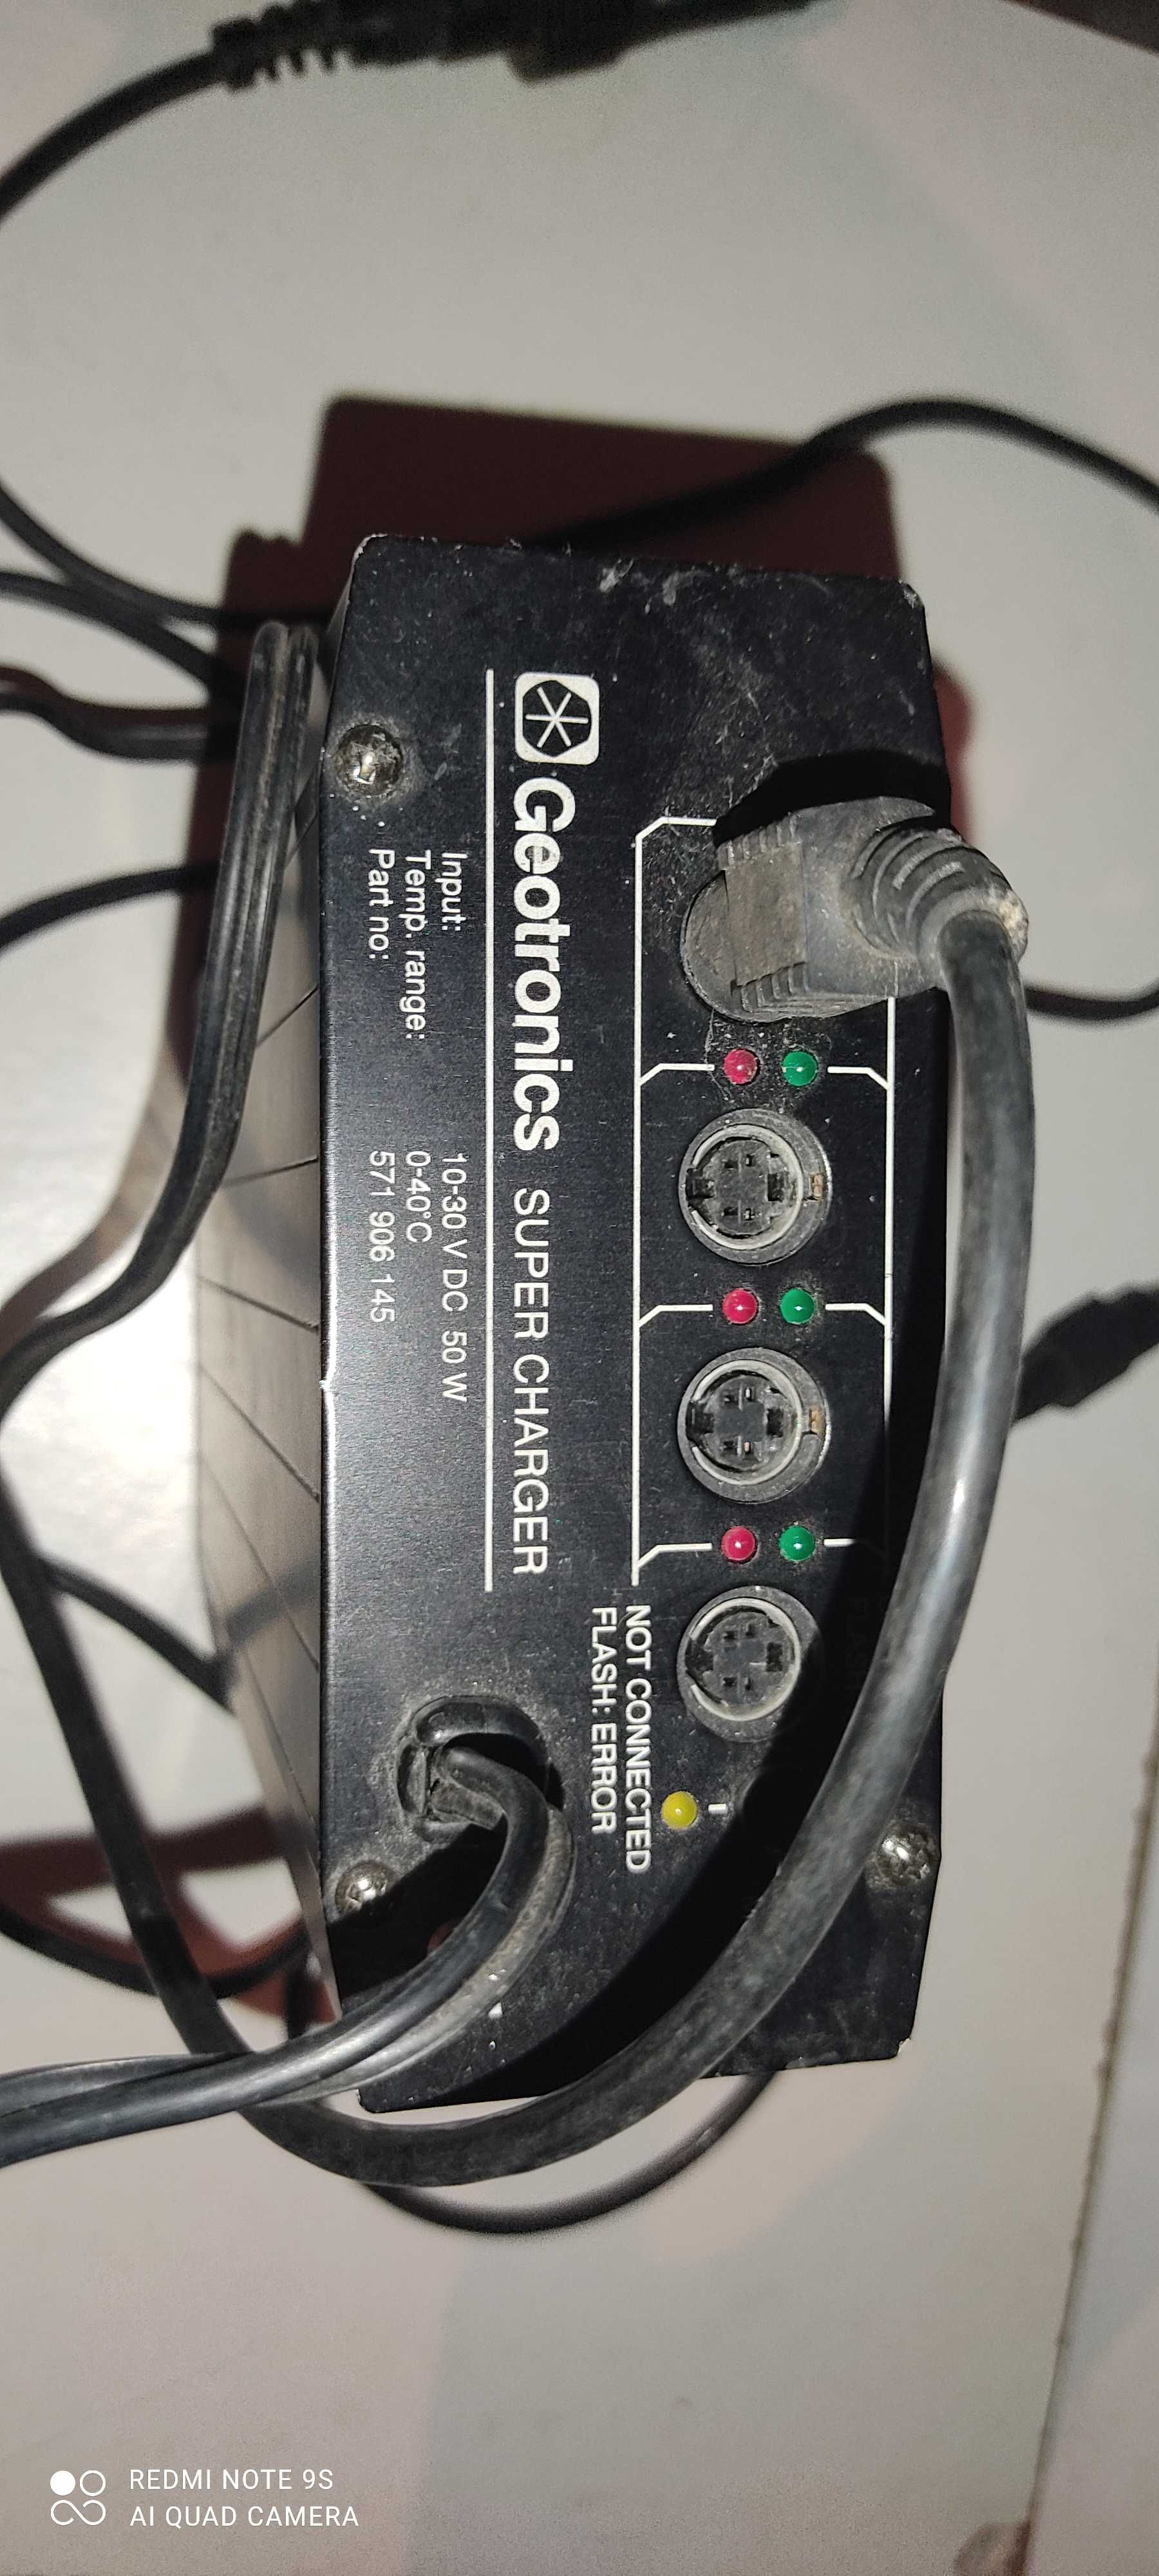 NOT CONNECTED
FLASH: ERROR
Geotronics SUPER CHARGER
Input: 10-30 V DC 50 W
Temp. range: 0-40°C
Part no: 571 906 145
REDMI NOTE 9S
AI QUAD CAMERA